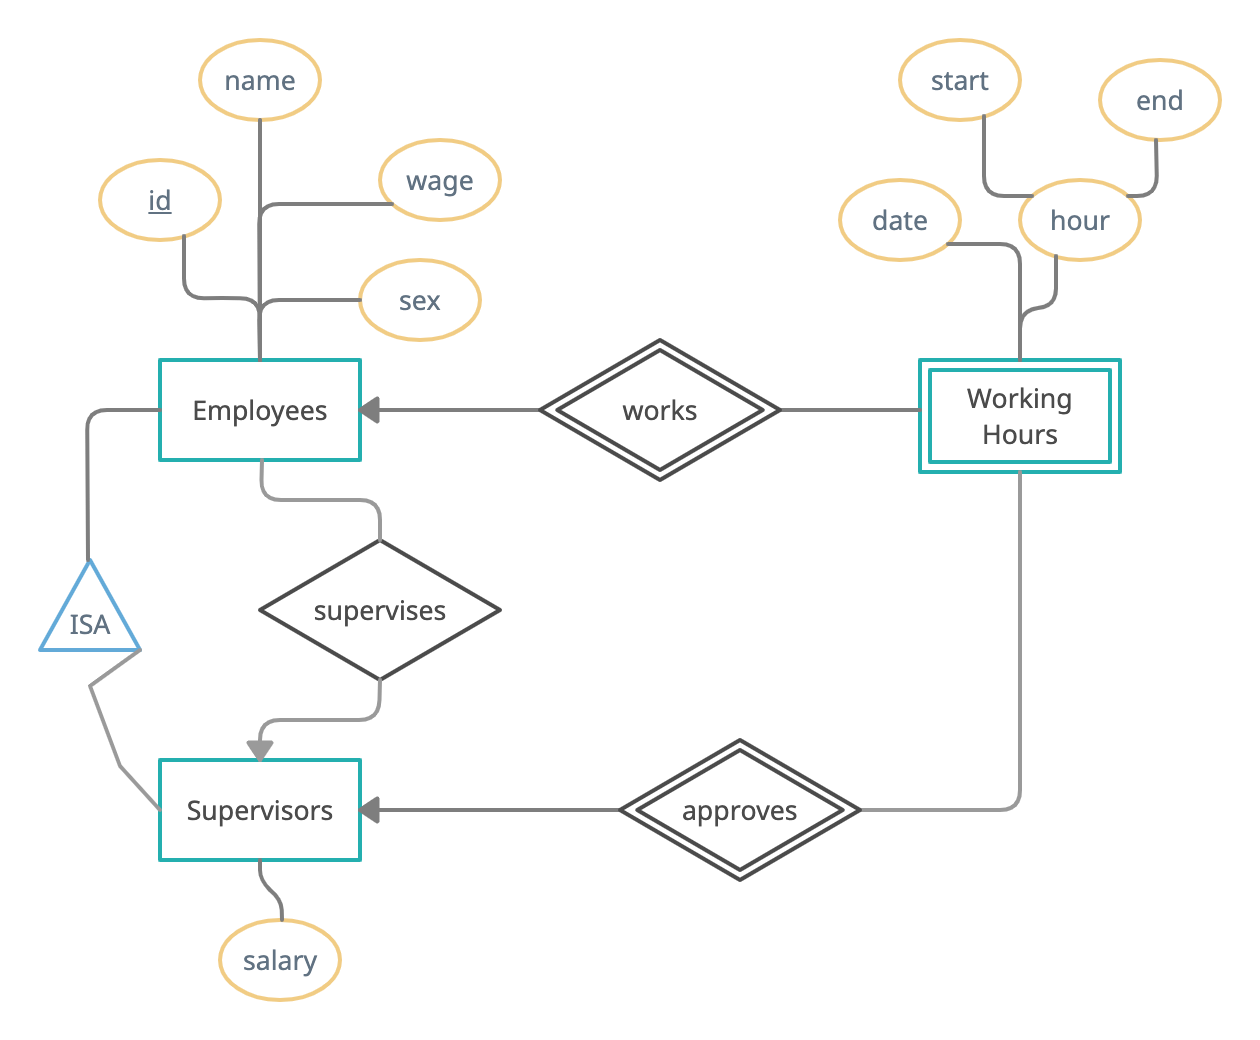 name
start
end
wage
id
date
hour
sex
Employees
works
Working
Hours
supervises
ISA
Supervisors
approves
salary